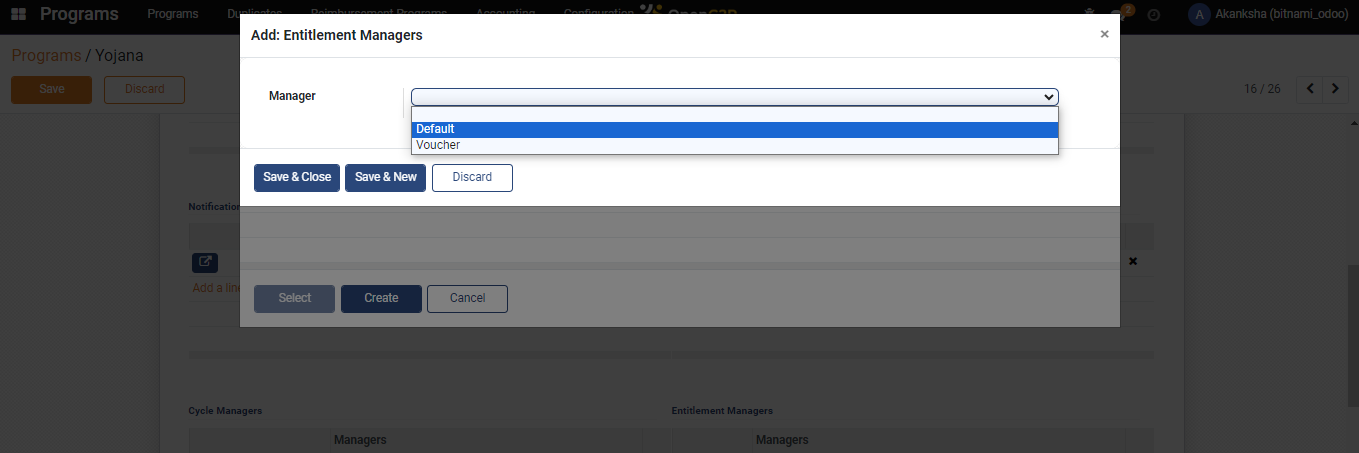 Programs Programs Duplicates Reimbursement Programs Accounting Configuration OpenG2P 2 A Akanksha (bitnami_odoo)
Add: Entitlement Managers ×
Programs / Yojana
Save Discard 16 / 26
Manager
Default
Voucher
Save & Close Save & New Discard
Notification
Add a line
Select Create Cancel
Cycle Managers Entitlement Managers
Managers Managers